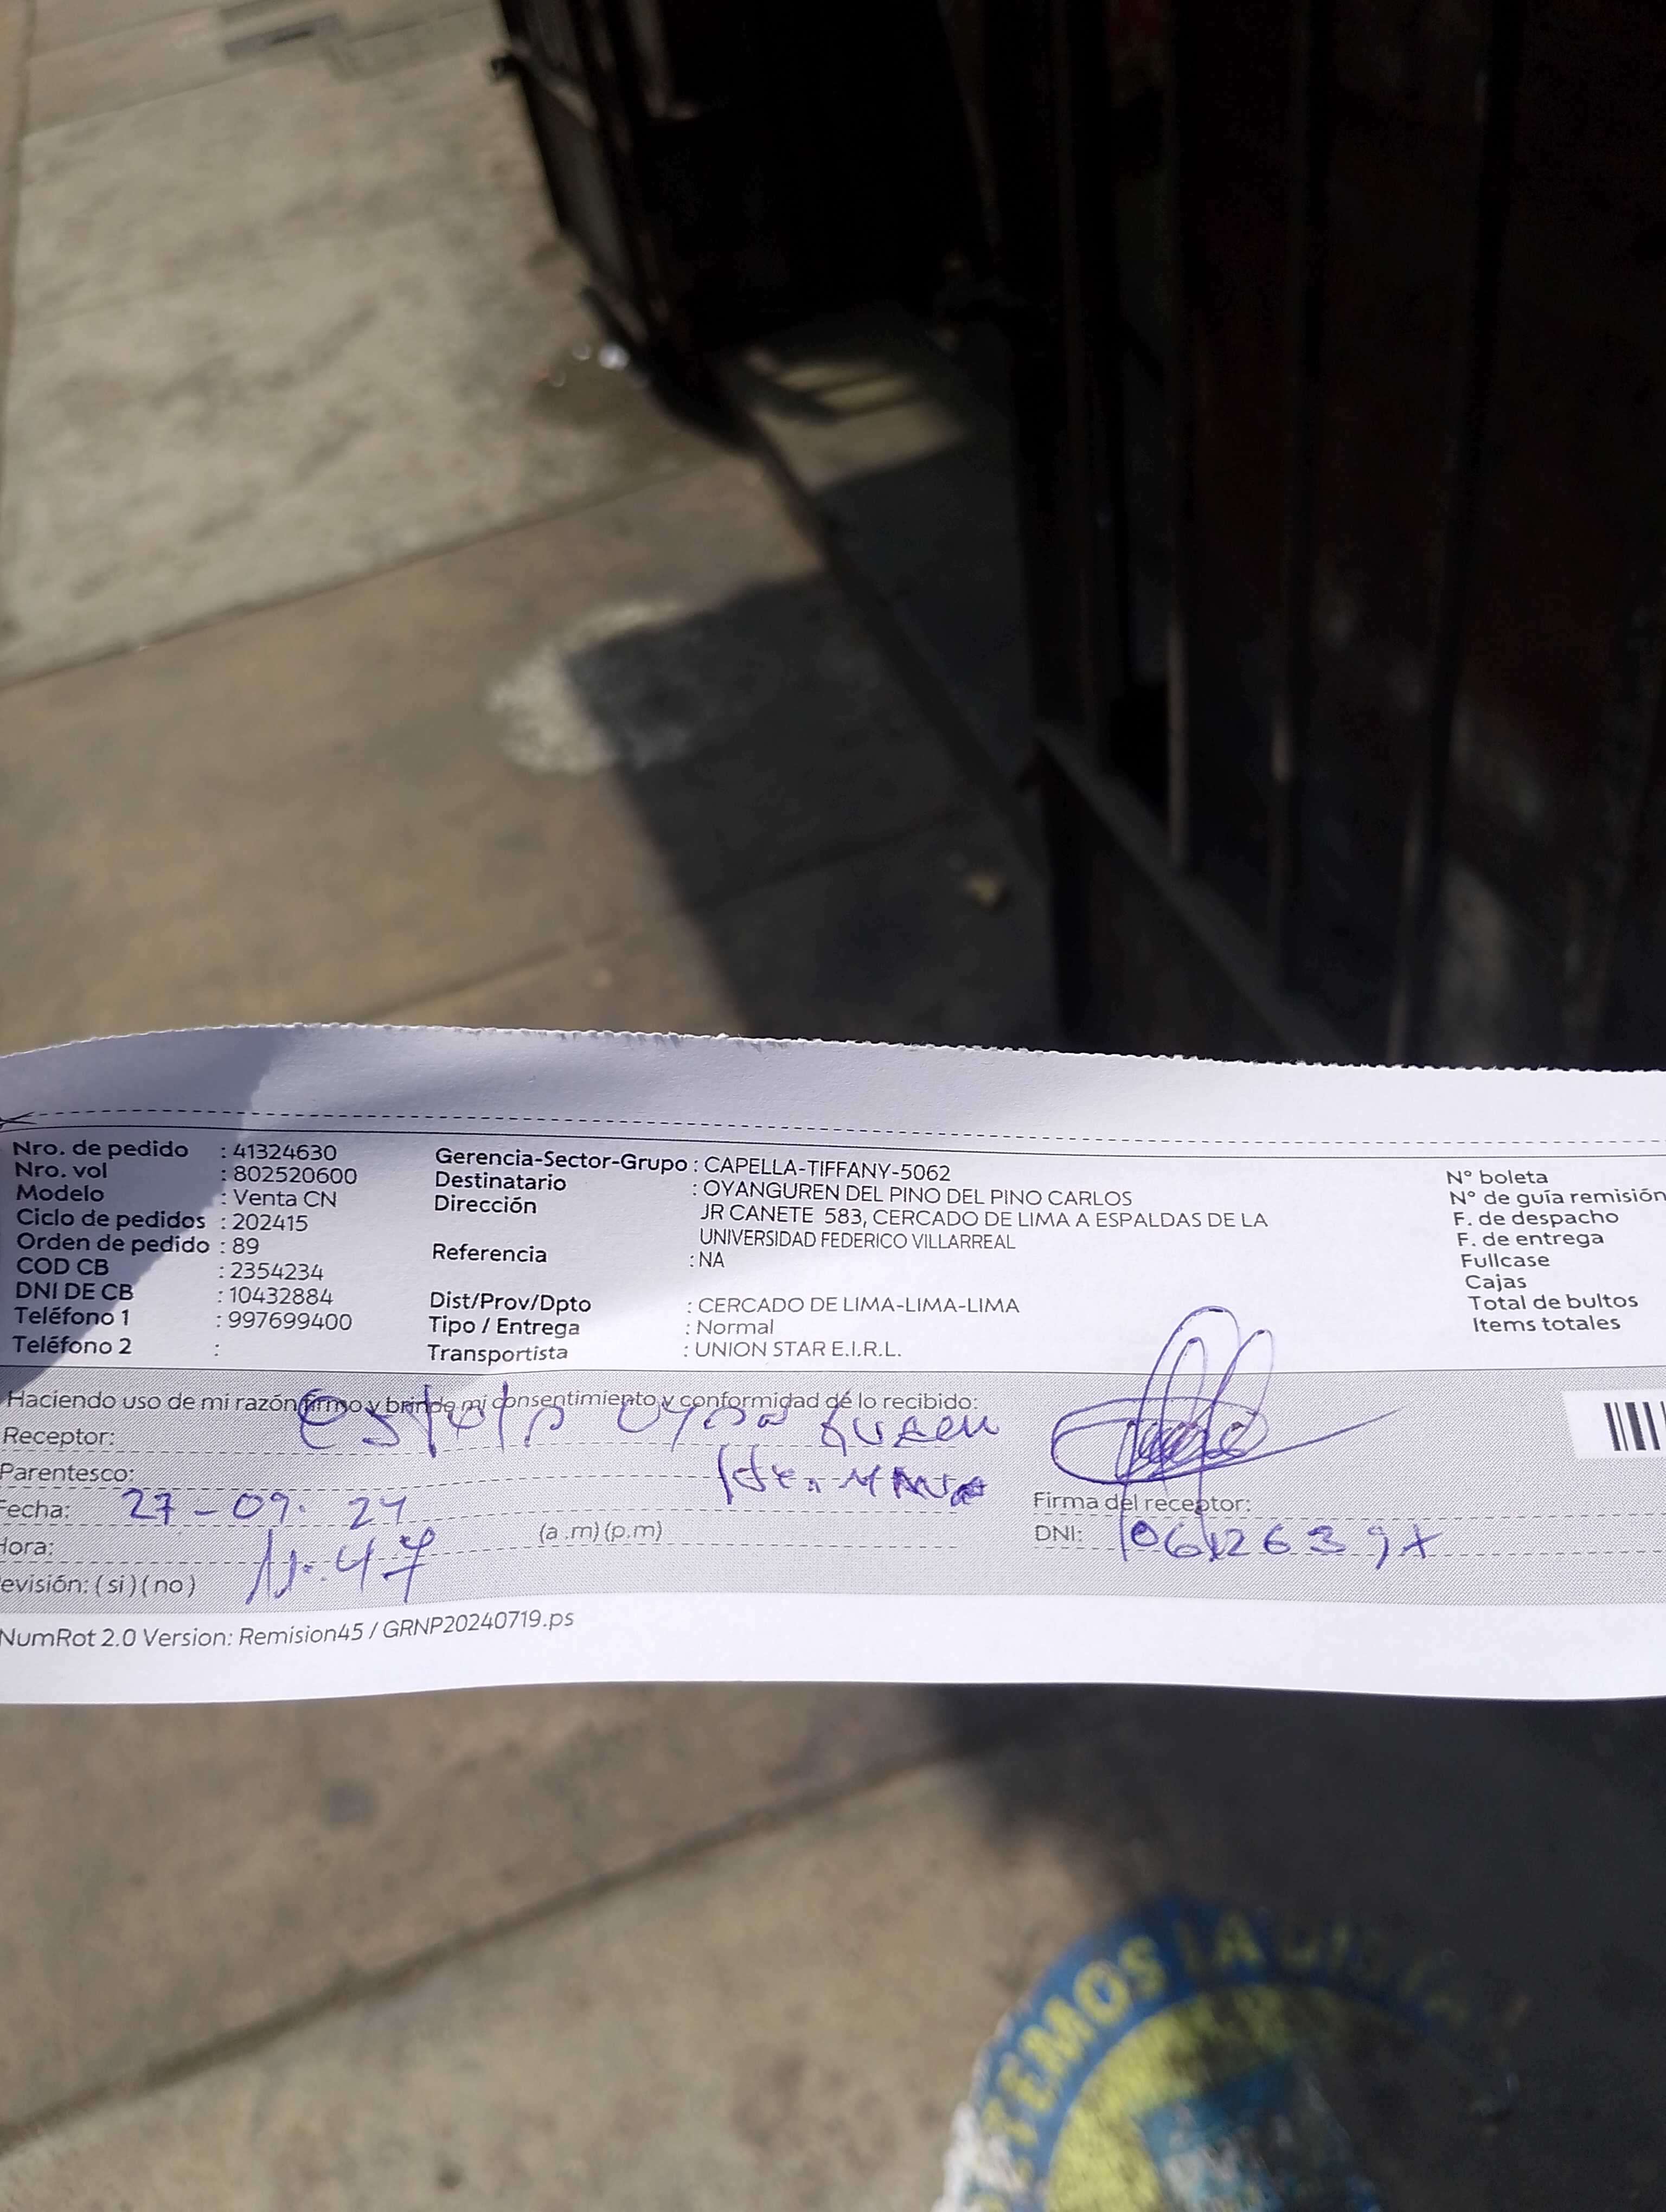 Nro. de pedido : 41324630
Nro. vol : 802520600
Modelo : Venta CN
Ciclo de pedidos : 202415
Orden de pedido : 89
COD CB : 2354234
DNI DE CB : 10432884
Teléfono 1 : 997699400
Teléfono 2 :
Gerencia-Sector-Grupo : CAPELLA-TIFFANY-5062
Destinatario : OYANGUREN DEL PINO DEL PINO CARLOS
Dirección JR CANETE 583, CERCADO DE LIMA A ESPALDAS DE LA
UNIVERSIDAD FEDERICO VILLARREAL
Referencia : NA
Dist/Prov/Dpto : CERCADO DE LIMA-LIMA-LIMA
Tipo / Entrega : Normal
Transportista : UNION STAR E.I.R.L.
N° boleta
N° de guía remisión
F. de despacho
F. de entrega
Fullcase
Cajas
Total de bultos
Items totales
Haciendo uso de mi razón firmo y brindo mi consentimiento y conformidad de lo recibido:
Receptor:
Parentesco:
Fecha: 27-09. 24
Hora: 11:47 (a.m) (p.m)
evisión: (si) (no)
Firma del receptor:
DNI:
NumRot 2.0 Version: Remision45 / GRNP20240719.ps
TEMOS LA